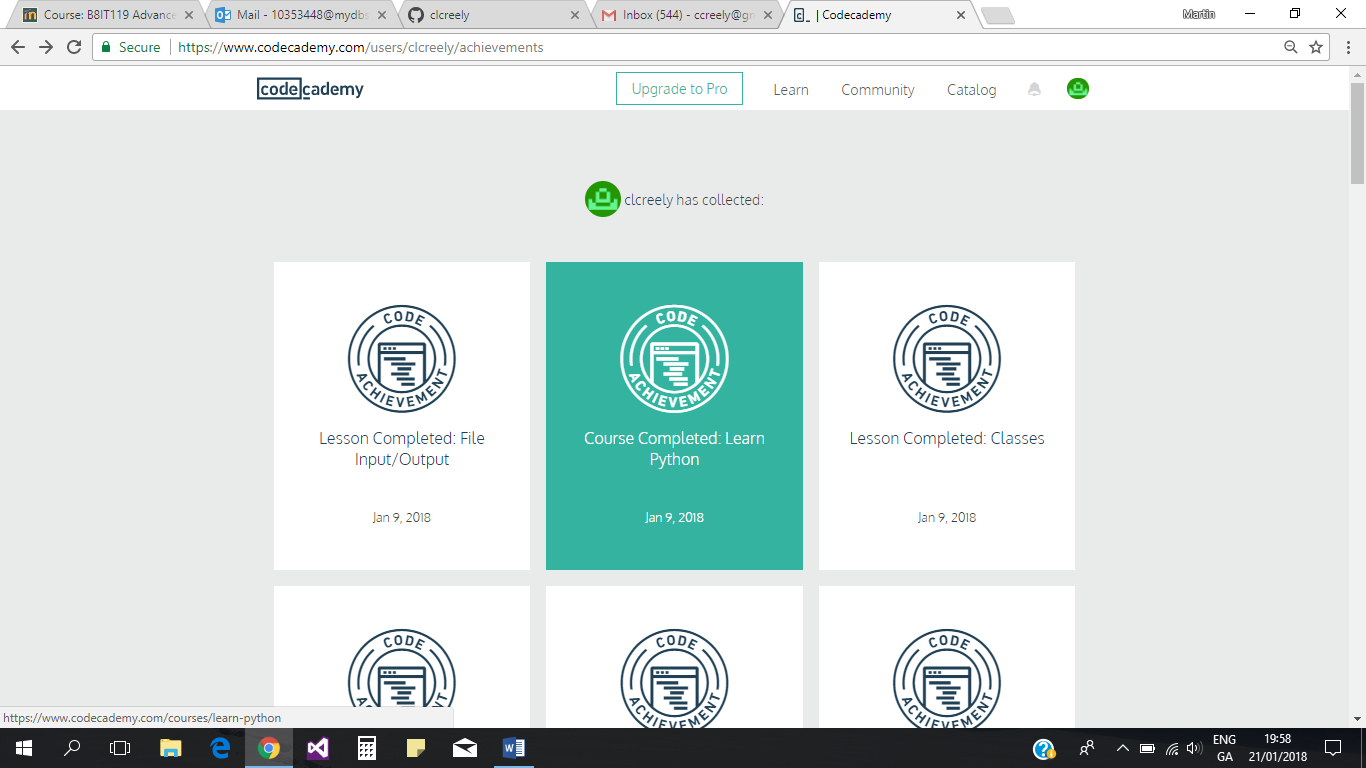 Course: B8IT119 Advance
Mail - 10353448@mydbs
clcreely
Inbox (544) - ccreely@gm
| Codecademy
Martin
Secure
https://www.codecademy.com/users/clcreely/achievements
codecademy
Upgrade to Pro
Learn
Community
Catalog
clcreely has collected:
CODE ACHIEVEMENT
Lesson Completed: File
Input/Output
Jan 9, 2018
CODE ACHIEVEMENT
Course Completed: Learn
Python
Jan 9, 2018
CODE ACHIEVEMENT
Lesson Completed: Classes
Jan 9, 2018
CODE ACHIEVEMENT
CODE ACHIEVEMENT
CODE ACHIEVEMENT
https://www.codecademy.com/courses/learn-python
ENG
GA
19:58
21/01/2018